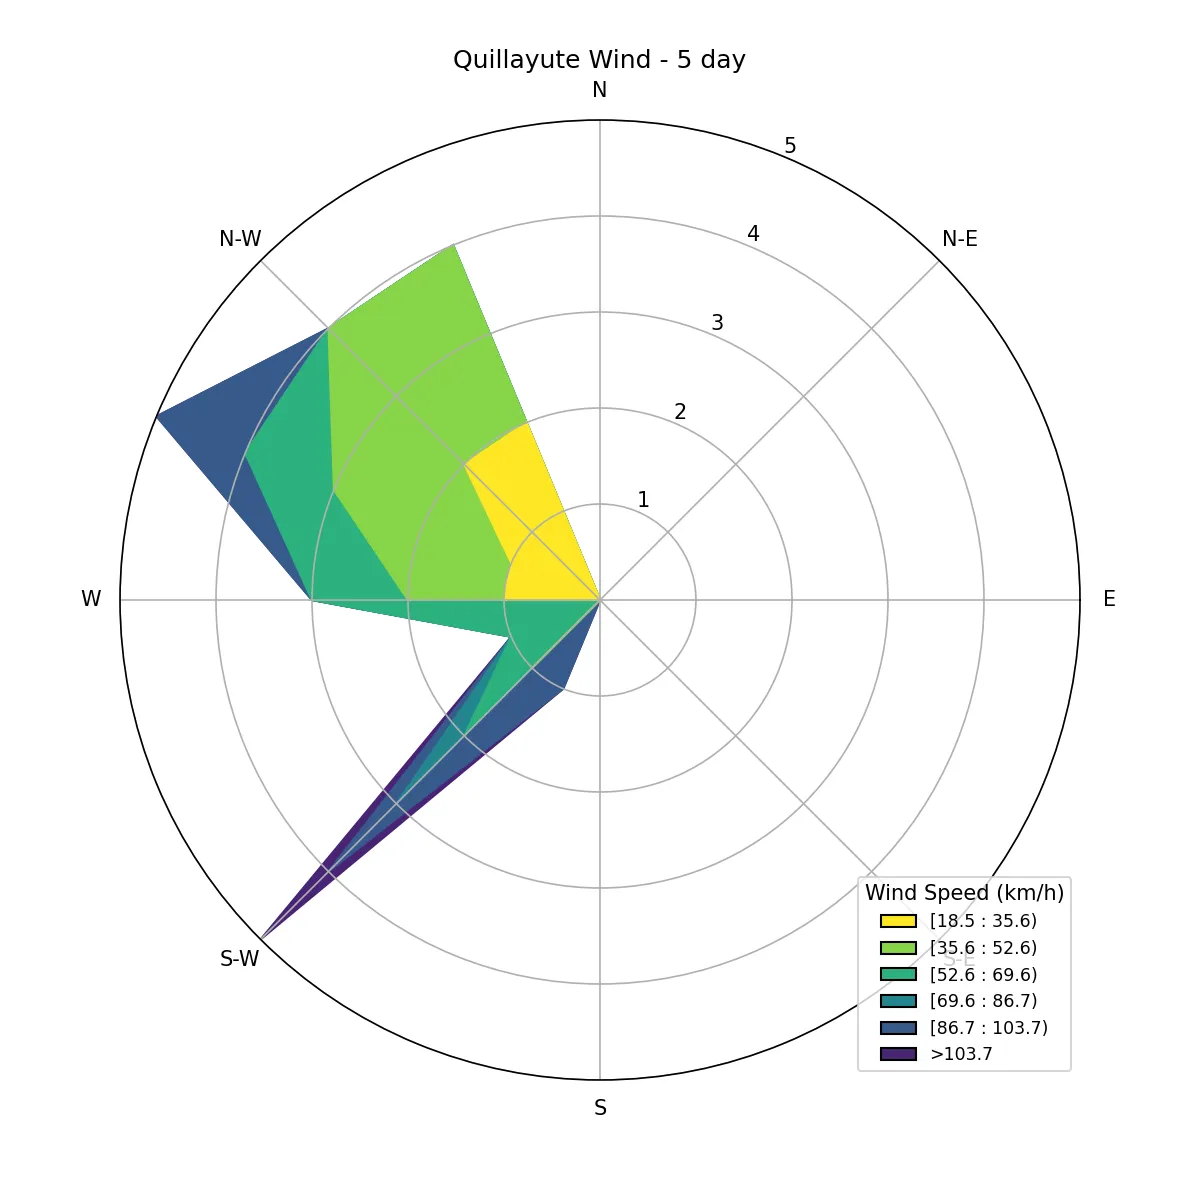 Quillayute Wind - 5 day
N
5
N-W
4
N-E
3
2
1
W
E
S-W
S-E
S
Wind Speed (km/h)
[18.5 : 35.6)
[35.6 : 52.6)
[52.6 : 69.6)
[69.6 : 86.7)
[86.7 : 103.7)
>103.7